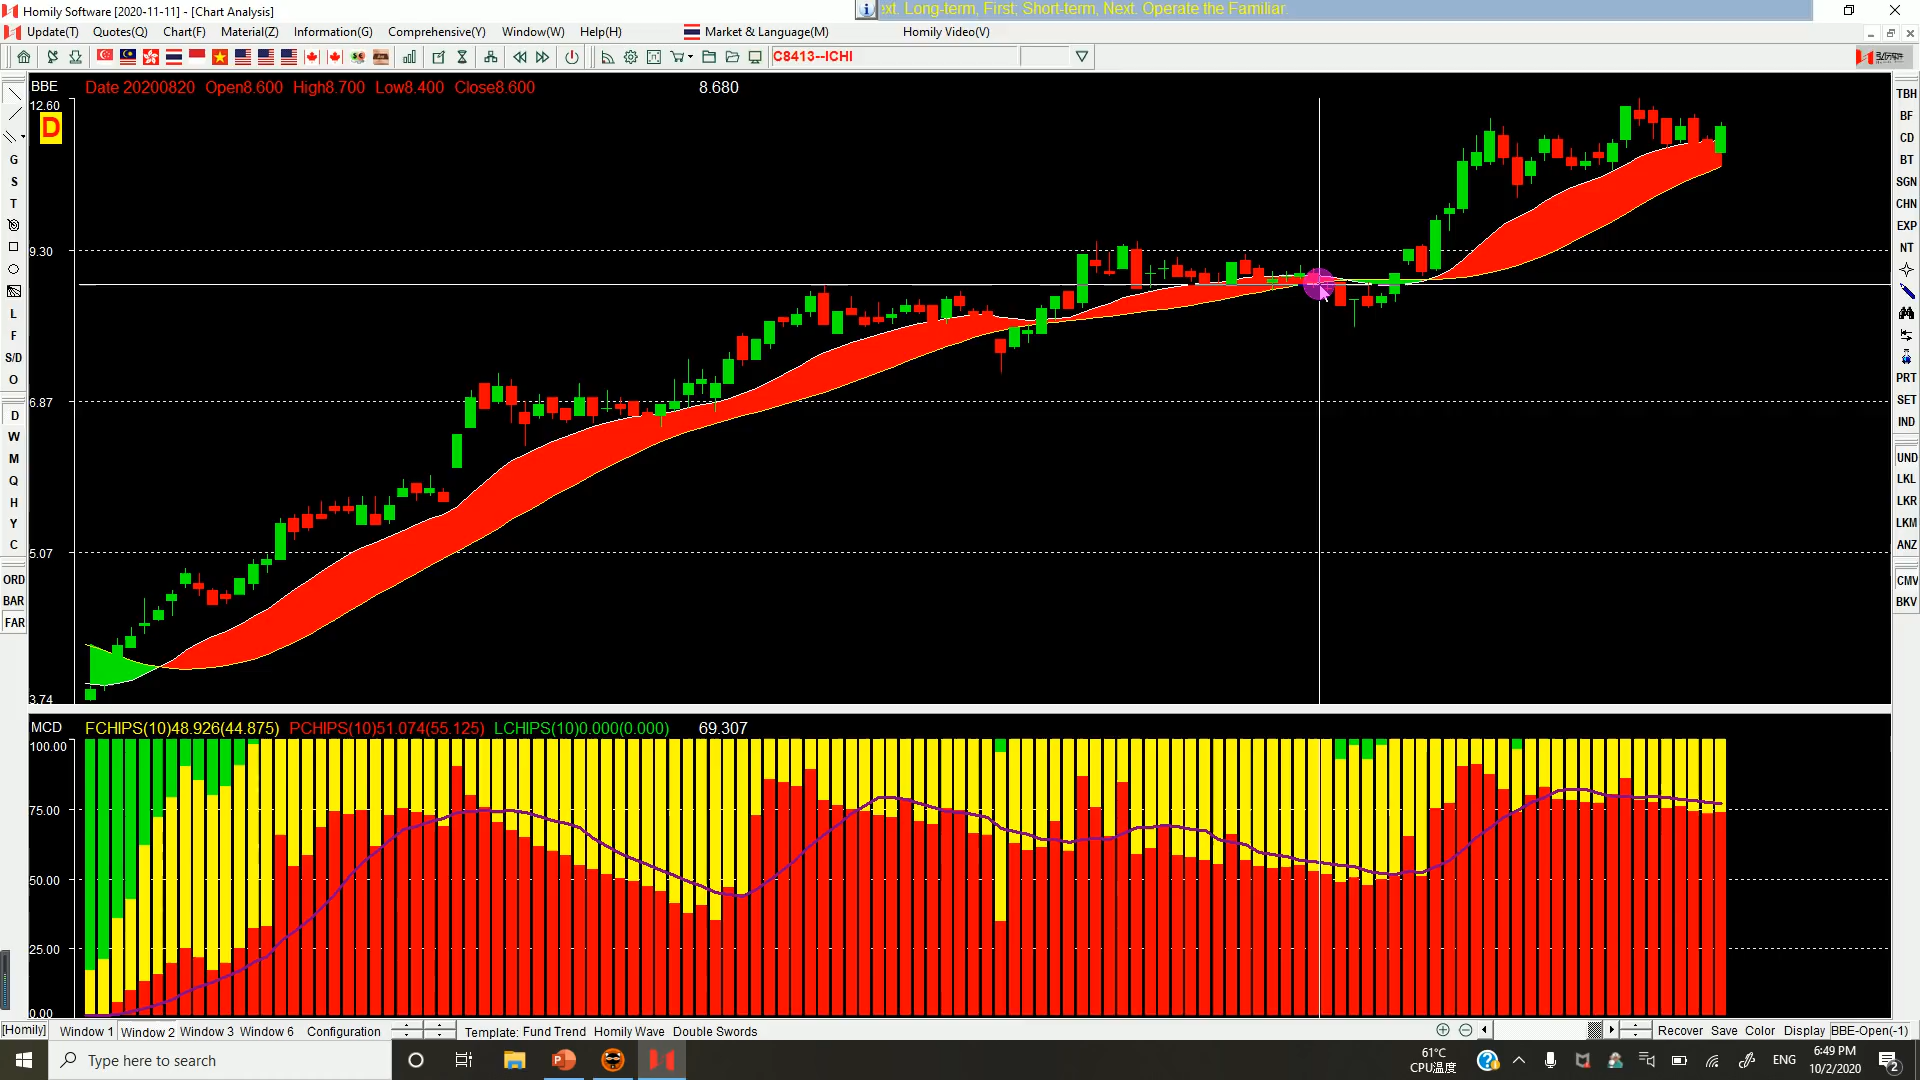 Homily Software [2020-11-11] - [Chart Analysis]
ext. Long-term, First; Short-term, Next. Operate the Familiar.
Update(T) Quotes(Q) Chart(F) Material(Z) Information(G) Comprehensive(Y) Window(W) Help(H) Market & Language(M) Homily Video(V)
C8413--ICHI
BBE Date 20200820 Open8.600 High8.700 Low8.400 Close8.600 8.680
12.60
D
9.30
6.87
5.07
3.74
G
S
T
L
F
S/D
O
D
W
M
Q
H
Y
C
ORD
BAR
FAR
TBH
BF
CD
BT
SGN
CHN
EXP
NT
PRT
SET
IND
UND
LKL
LKR
LKM
ANZ
CMV
BKV
MCD FCHIPS(10)48.926(44.875) PCHIPS(10)51.074(55.125) LCHIPS(10)0.000(0.000) 69.307
100.00
75.00
50.00
25.00
0.00
[Homily] Window 1 Window 2 Window 3 Window 6 Configuration Template: Fund Trend Homily Wave Double Swords Recover Save Color Display BBE-Open(-1)
Type here to search
61°C
CPU温度
ENG
6:49 PM
10/2/2020
2